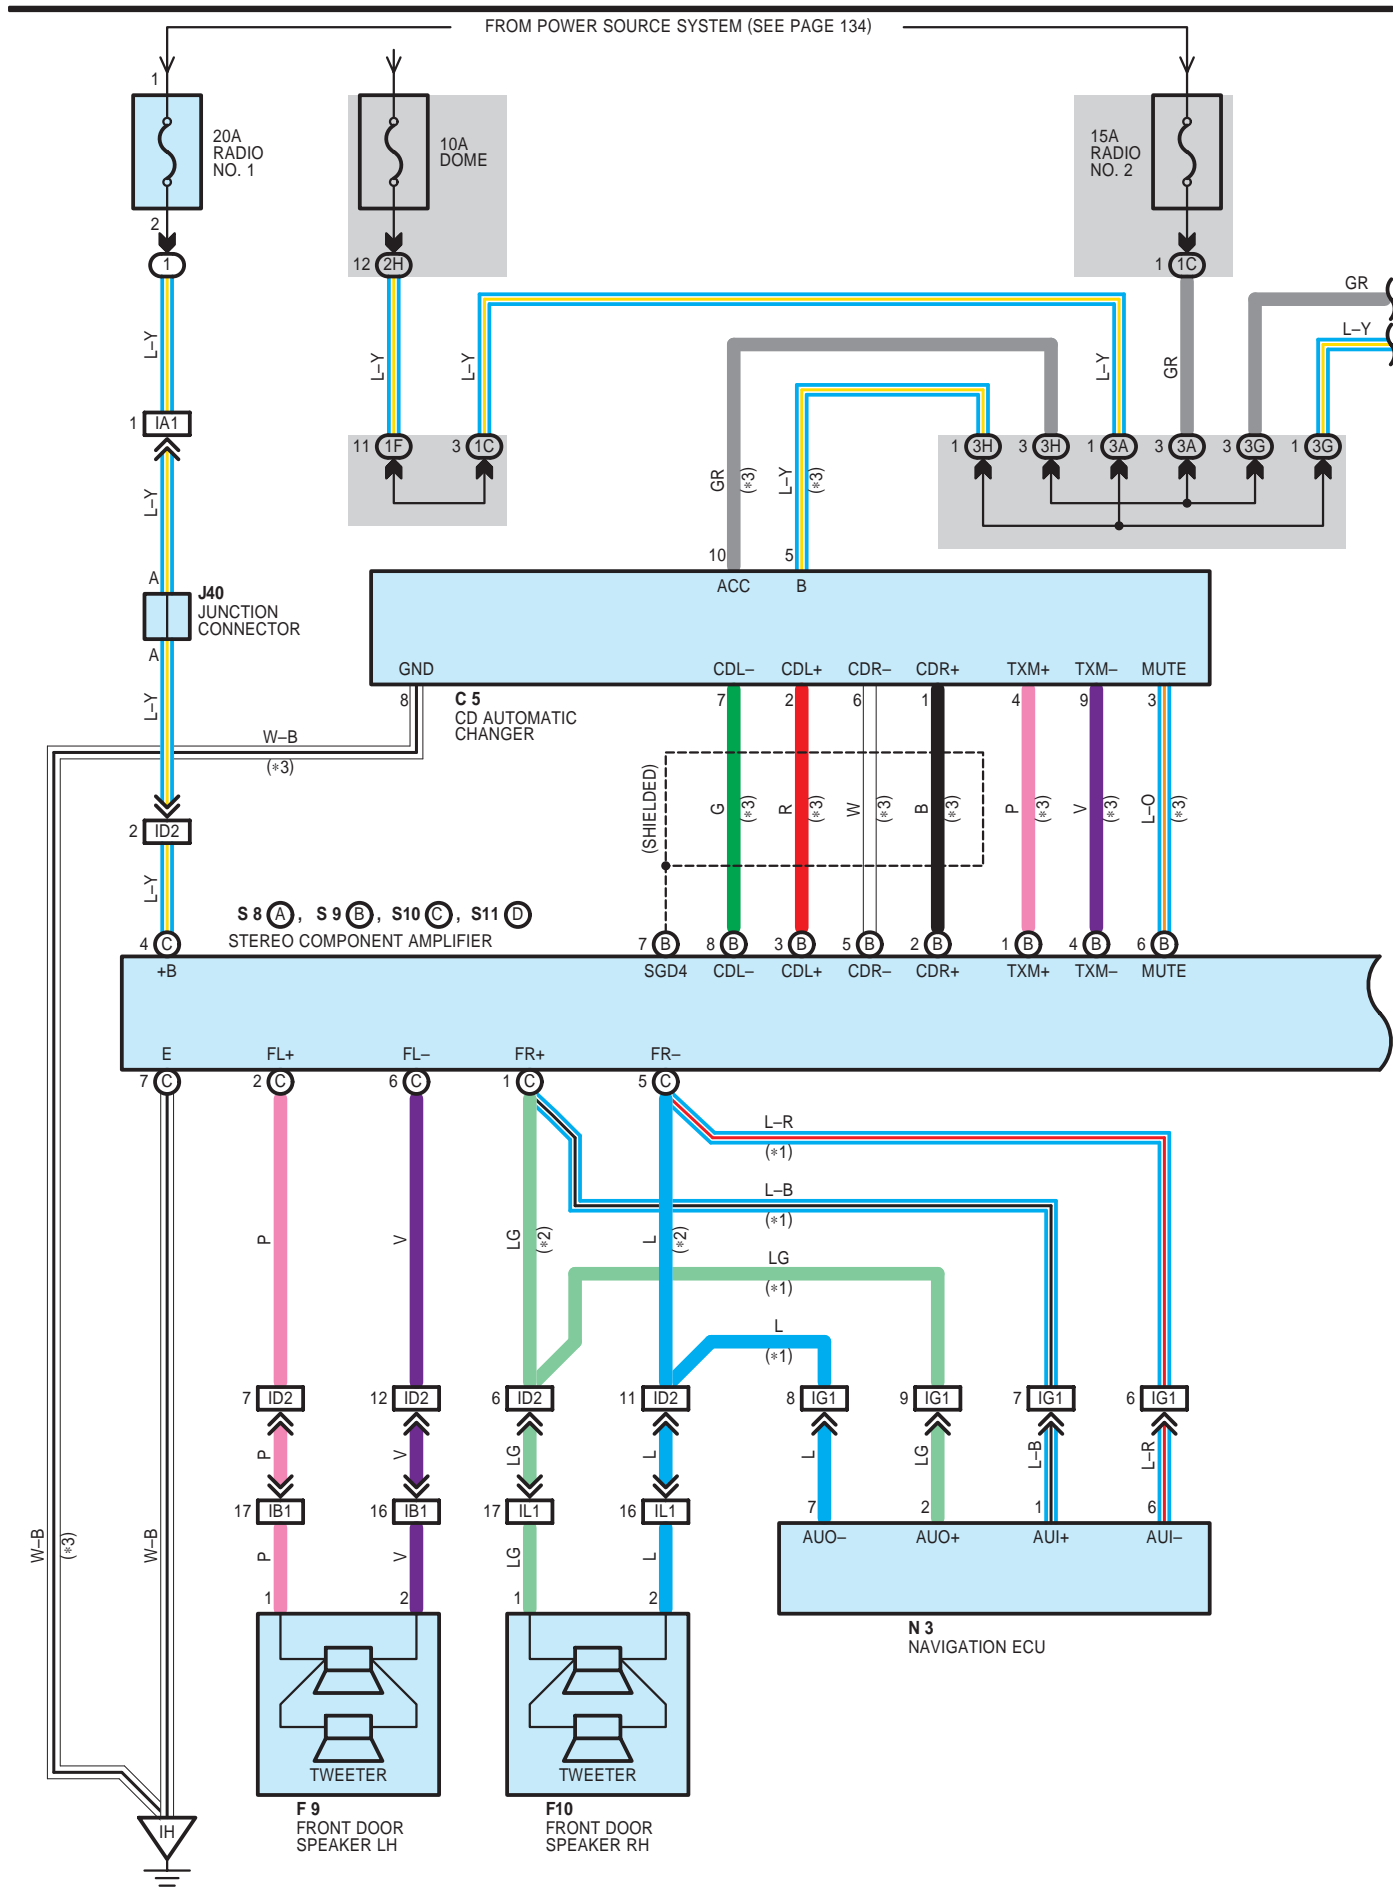 FROM POWER SOURCE SYSTEM (SEE PAGE 134)
1
20A
RADIO
NO. 1
10A
DOME
15A
RADIO
NO. 2
2
1
12 2H
1 1C
GR
L–Y
L–Y
L–Y
L–Y
L–Y
GR
1 IA1
11 1F
3 1C
1 3H
3 3H
1 3A
3 3A
3 3G
1 3G
L–Y
GR
(∗3)
L–Y
(∗3)
10
5
ACC
B
A
J40
JUNCTION
CONNECTOR
A
L–Y
GND
CDL–
CDL+
CDR–
CDR+
TXM+
TXM–
MUTE
8
C 5
CD AUTOMATIC
CHANGER
7
2
6
1
4
9
3
W–B
(∗3)
(SHIELDED)
G
(∗3)
R
(∗3)
W
(∗3)
B
(∗3)
P
(∗3)
V
(∗3)
L–O
(∗3)
2 ID2
L–Y
S 8 A , S 9 B , S10 C , S11 D
STEREO COMPONENT AMPLIFIER
4 C
7 B
8 B
3 B
5 B
2 B
1 B
4 B
6 B
+B
SGD4
CDL–
CDL+
CDR–
CDR+
TXM+
TXM–
MUTE
E
FL+
FL–
FR+
FR–
7 C
2 C
6 C
1 C
5 C
L–R
(∗1)
L–B
(∗1)
P
V
LG
(∗2)
L
(∗2)
LG
(∗1)
L
(∗1)
7 ID2
12 ID2
6 ID2
11 ID2
8 IG1
9 IG1
7 IG1
6 IG1
P
V
LG
L
L
LG
L–B
L–R
17 IB1
16 IB1
17 IL1
16 IL1
7
2
1
6
AUO–
AUO+
AUI+
AUI–
W–B
(∗3)
W–B
P
V
LG
L
1
2
1
2
N 3
NAVIGATION ECU
TWEETER
TWEETER
F 9
FRONT DOOR
SPEAKER LH
F10
FRONT DOOR
SPEAKER RH
IH